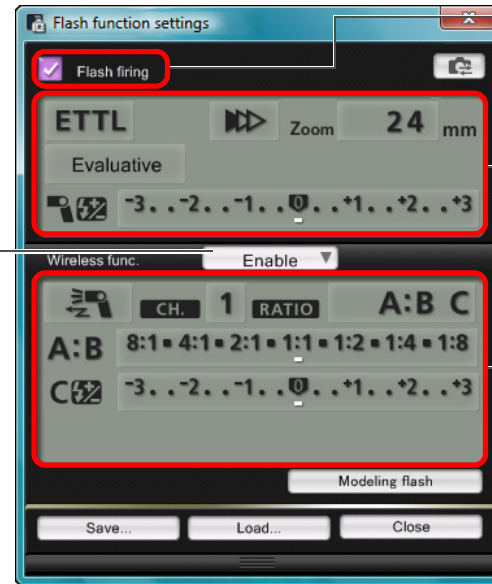 Flash function settings
Flash firing
ETTL Zoom 24 mm
Evaluative
-3..-2..-1..0..+1..+2..+3
Wireless func. Enable
CH. 1 RATIO A:B C
A:B 8:1▪4:1▪2:1▪1:1▪1:2▪1:4▪1:8
C -3..-2..-1..0..+1..+2..+3
Modeling flash
Save... Load... Close